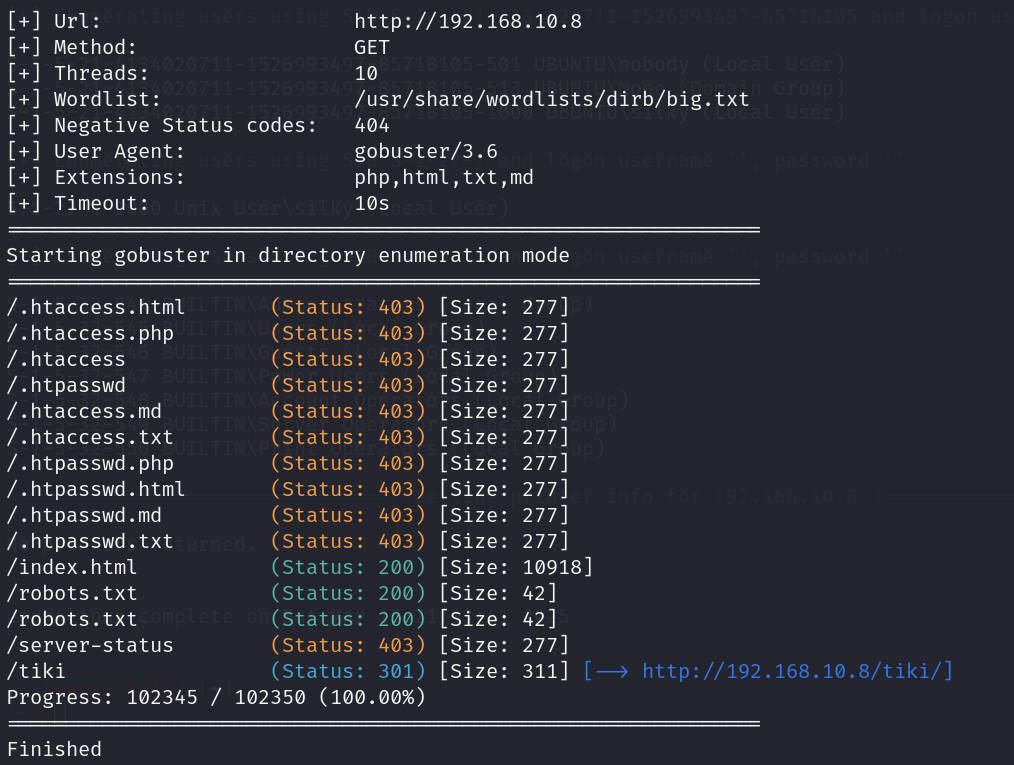 [+] Url:                     http://192.168.10.8
[+] Method:                  GET
[+] Threads:                 10
[+] Wordlist:                /usr/share/wordlists/dirb/big.txt
[+] Negative Status codes:   404
[+] User Agent:              gobuster/3.6
[+] Extensions:              php,html,txt,md
[+] Timeout:                 10s
===============================================================
Starting gobuster in directory enumeration mode
===============================================================
/.htaccess.html       (Status: 403) [Size: 277]
/.htaccess.php        (Status: 403) [Size: 277]
/.htaccess            (Status: 403) [Size: 277]
/.htpasswd            (Status: 403) [Size: 277]
/.htaccess.md         (Status: 403) [Size: 277]
/.htaccess.txt        (Status: 403) [Size: 277]
/.htpasswd.php        (Status: 403) [Size: 277]
/.htpasswd.html       (Status: 403) [Size: 277]
/.htpasswd.md         (Status: 403) [Size: 277]
/.htpasswd.txt        (Status: 403) [Size: 277]
/index.html           (Status: 200) [Size: 10918]
/robots.txt           (Status: 200) [Size: 42]
/robots.txt           (Status: 200) [Size: 42]
/server-status        (Status: 403) [Size: 277]
/tiki                 (Status: 301) [Size: 311] [--> http://192.168.10.8/tiki/]
Progress: 102345 / 102350 (100.00%)
===============================================================
Finished